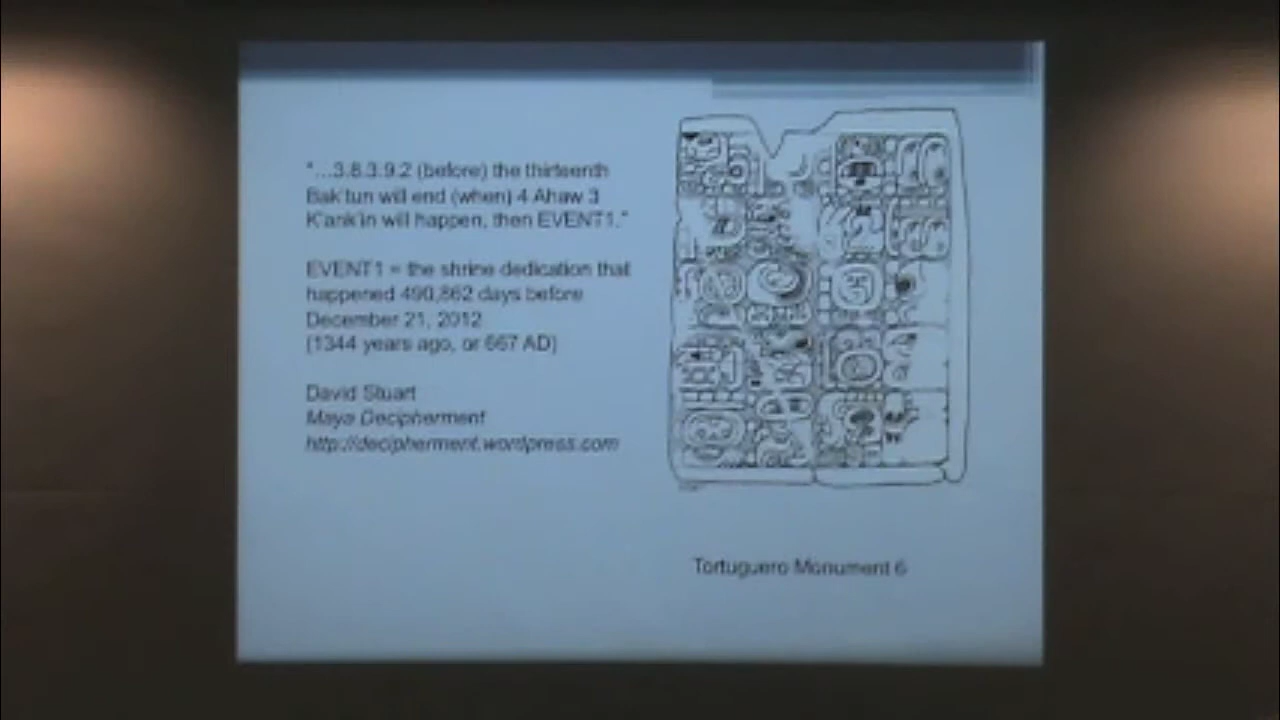 "...3.8.3.9.2 (before) the thirteenth
Bak'tun will end (when) 4 Ahaw 3
K'ank'in will happen, then EVENT1."
EVENT1 = the shrine dedication that
happened 490,862 days before
December 21, 2012
(1344 years ago, or 667 AD)
David Stuart
Maya Decipherment
http://decipherment.wordpress.com
Tortuguero Monument 6